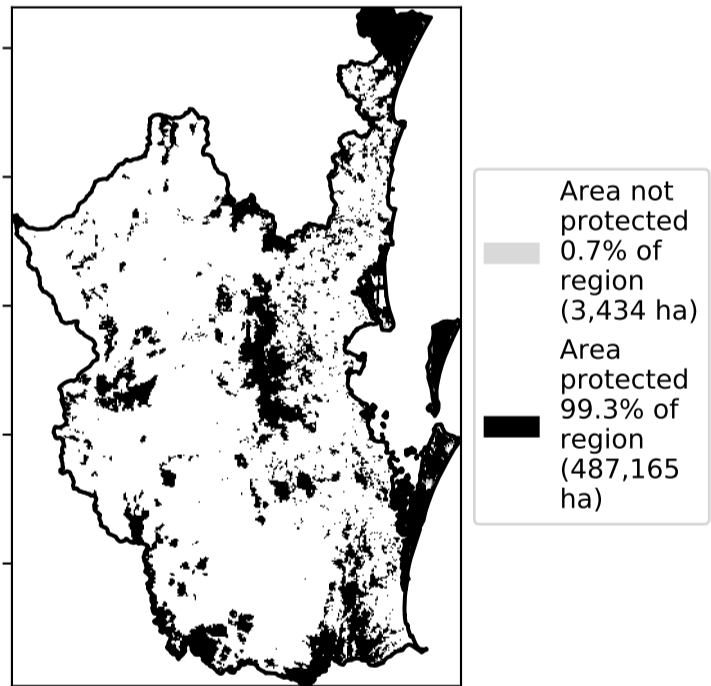 Area not
protected
0.7% of
region
(3,434 ha)
Area
protected
99.3% of
region
(487,165
ha)